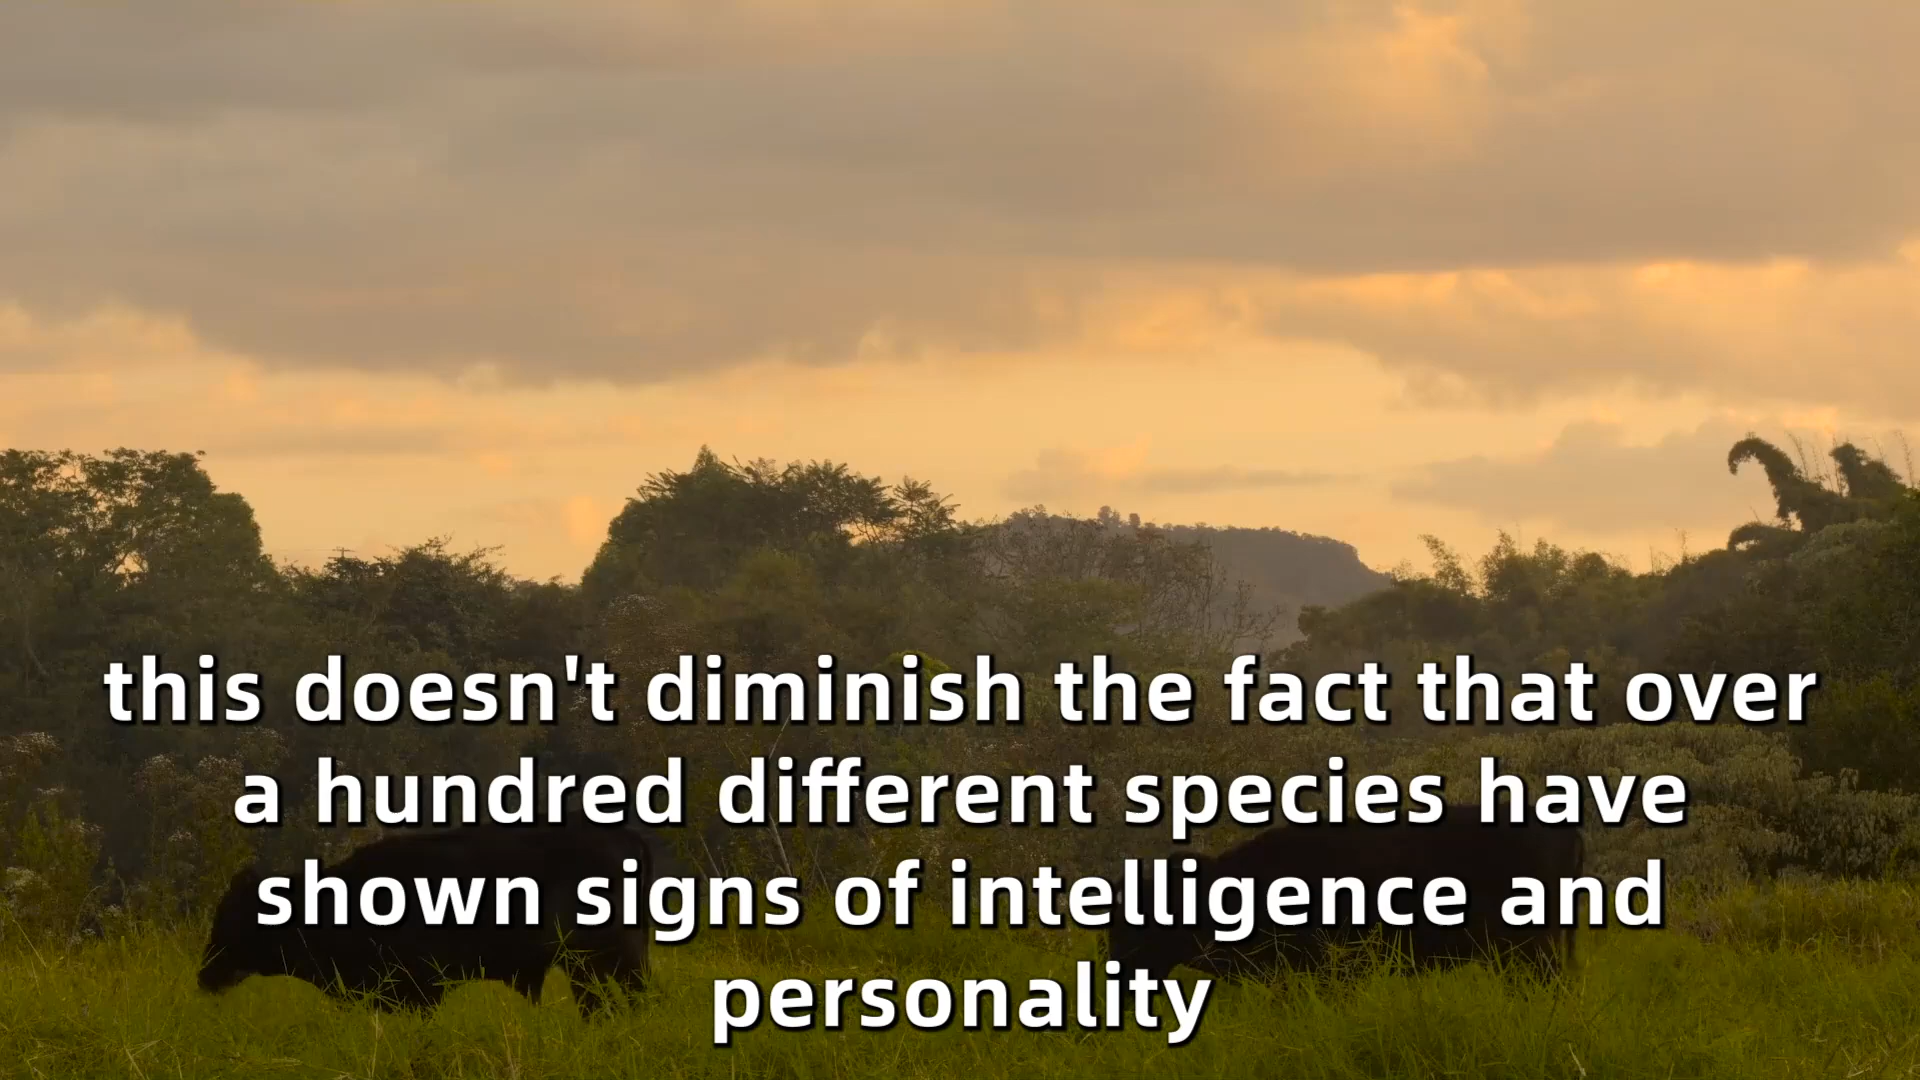 this doesn't diminish the fact that over
a hundred different species have
shown signs of intelligence and
personality